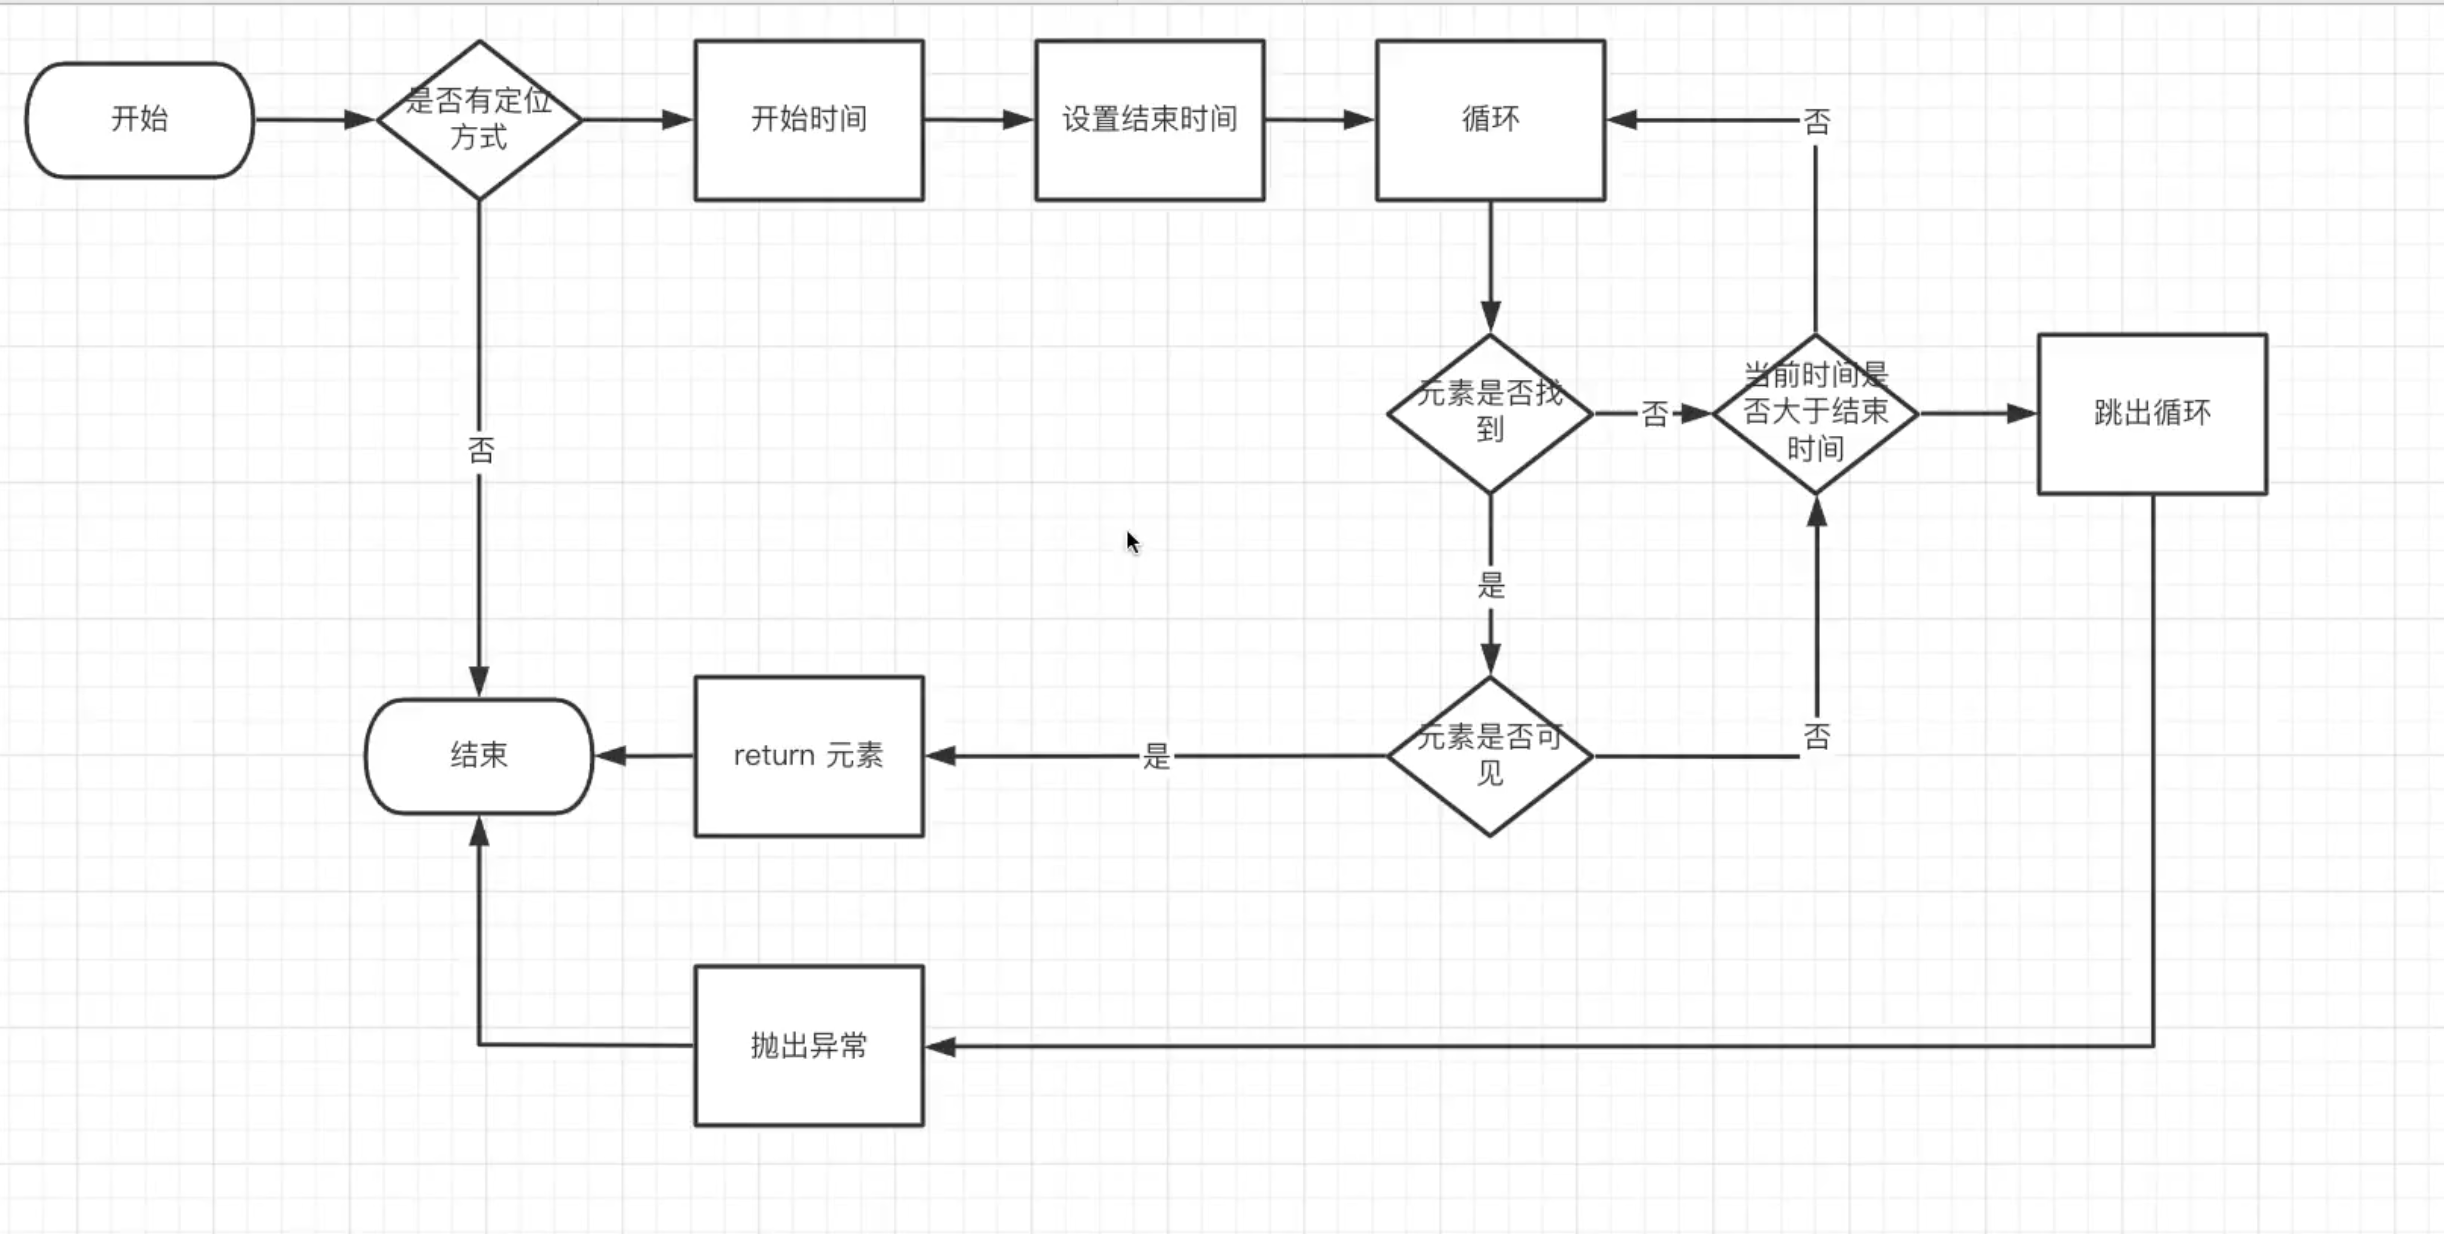 开始
是否有定位
方式
开始时间
设置结束时间
循环
否
元素是否找
到
否
当前时间是
否大于结束
时间
跳出循环
否
是
结束
return 元素
是
元素是否可
见
否
抛出异常